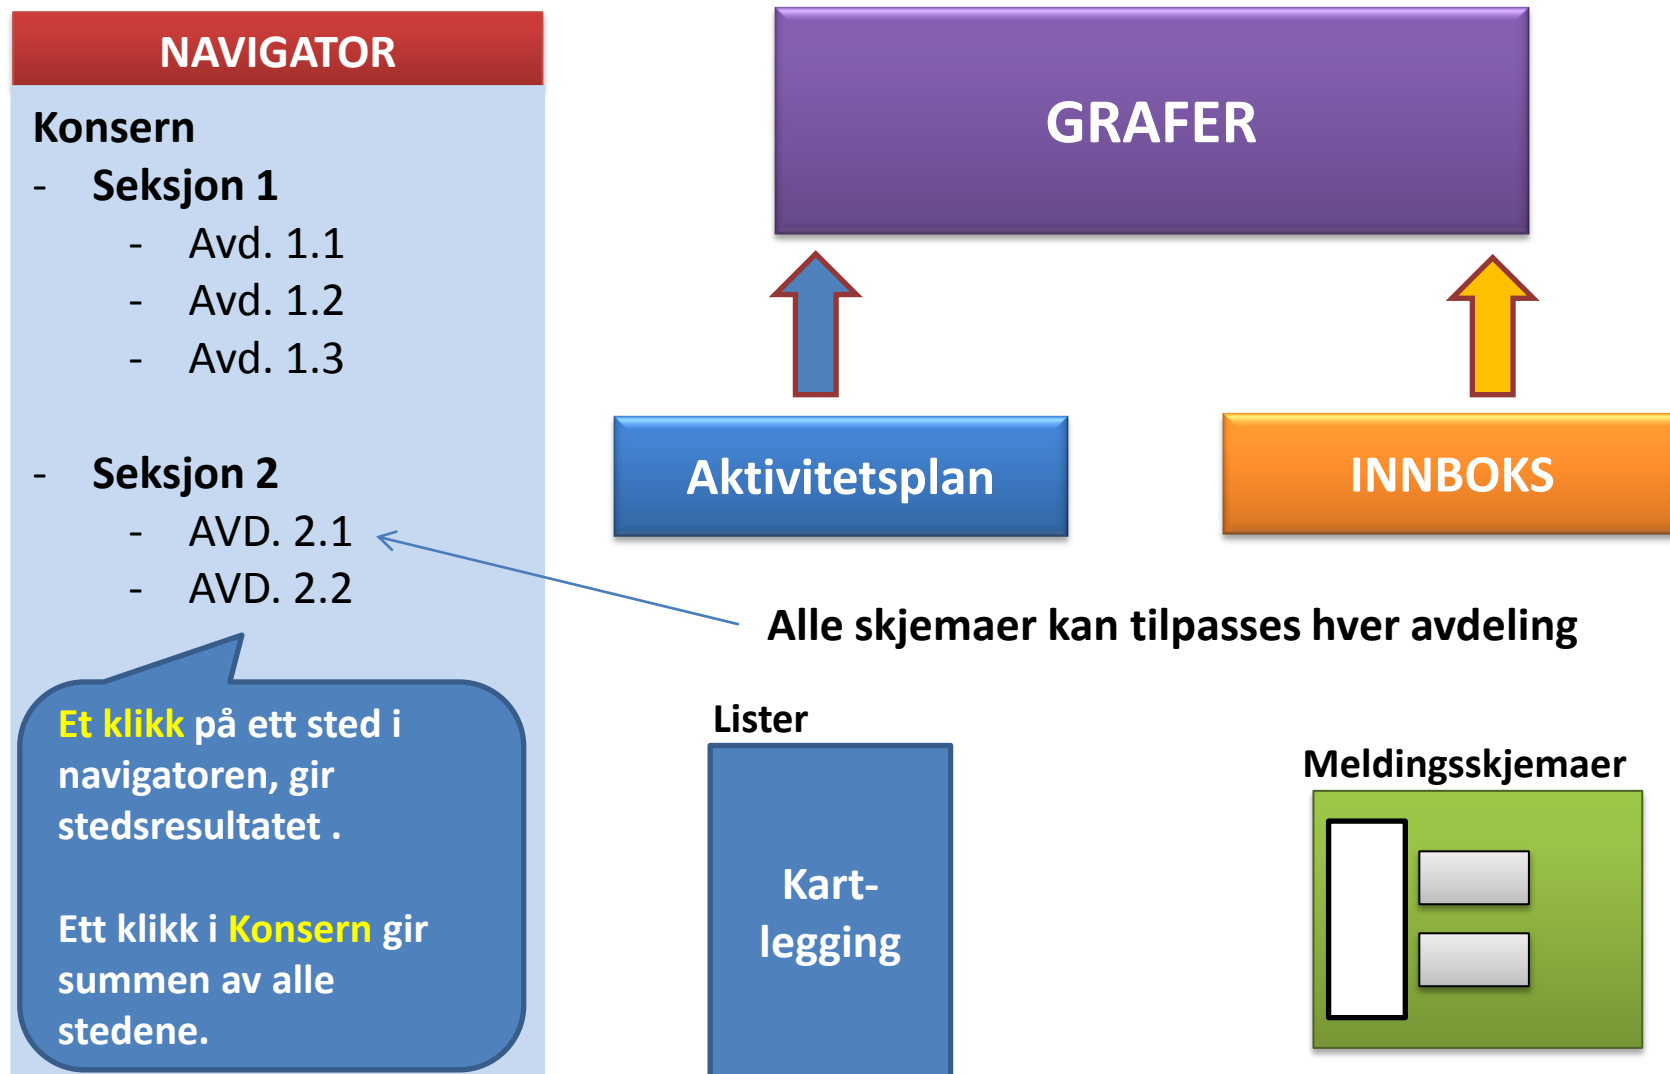 NAVIGATOR
Konsern
- Seksjon 1
- Avd. 1.1
- Avd. 1.2
- Avd. 1.3
- Seksjon 2
- AVD. 2.1
- AVD. 2.2
Et klikk på ett sted i
navigatoren, gir
stedsresultatet .
Ett klikk i Konsern gir
summen av alle
stedene.
GRAFER
Aktivitetsplan
INNBOKS
Alle skjemaer kan tilpasses hver avdeling
Lister
Kart-
legging
Meldingsskjemaer